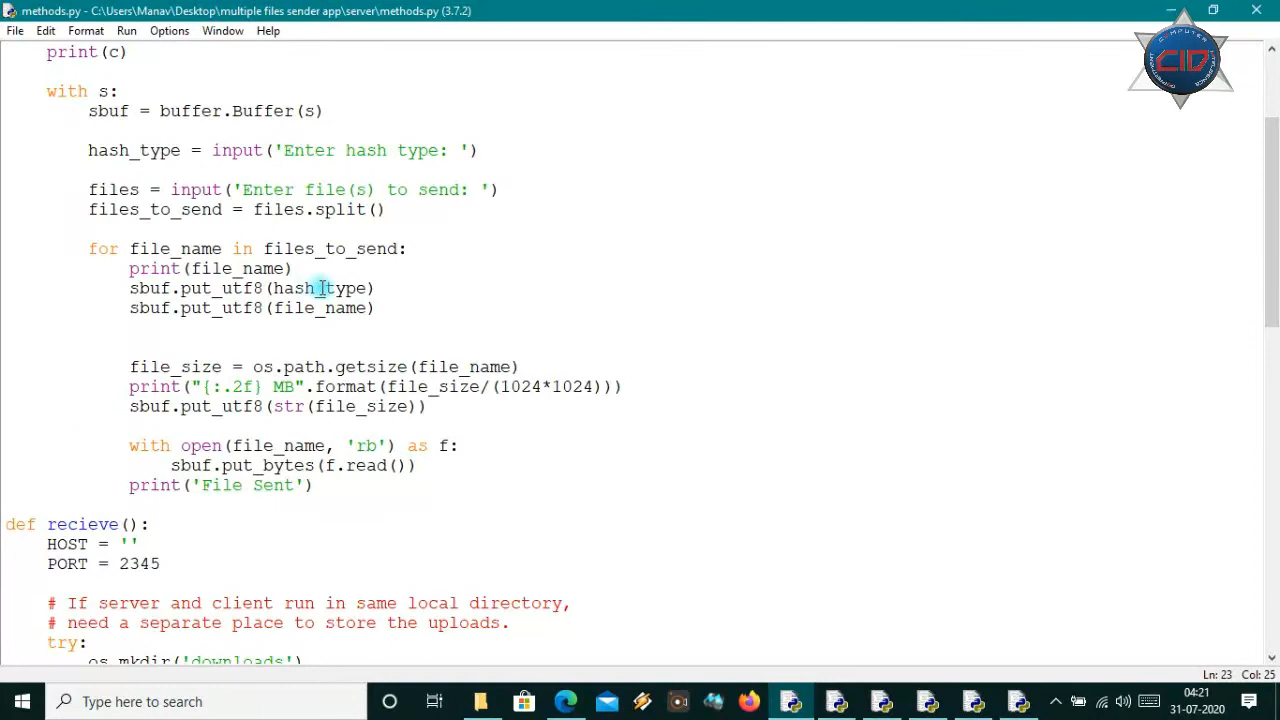 methods.py - C:\Users\Manav\Desktop\multiple files sender app\server\methods.py (3.7.2)
File Edit Format Run Options Window Help
COMPUTER
CID
print(c)
with s:
sbuf = buffer.Buffer(s)
hash_type = input('Enter hash type: ')
files = input('Enter file(s) to send: ')
files_to_send = files.split()
for file_name in files_to_send:
print(file_name)
sbuf.put_utf8(hash_type)
sbuf.put_utf8(file_name)
file_size = os.path.getsize(file_name)
print("{:.2f} MB".format(file_size/(1024*1024)))
sbuf.put_utf8(str(file_size))
with open(file_name, 'rb') as f:
sbuf.put_bytes(f.read())
print('File Sent')
def recieve():
HOST = ''
PORT = 2345
# If server and client run in same local directory,
# need a separate place to store the uploads.
try:
os.mkdir('downloads')
Ln: 23 Col: 25
Type here to search
04:21
31-07-2020